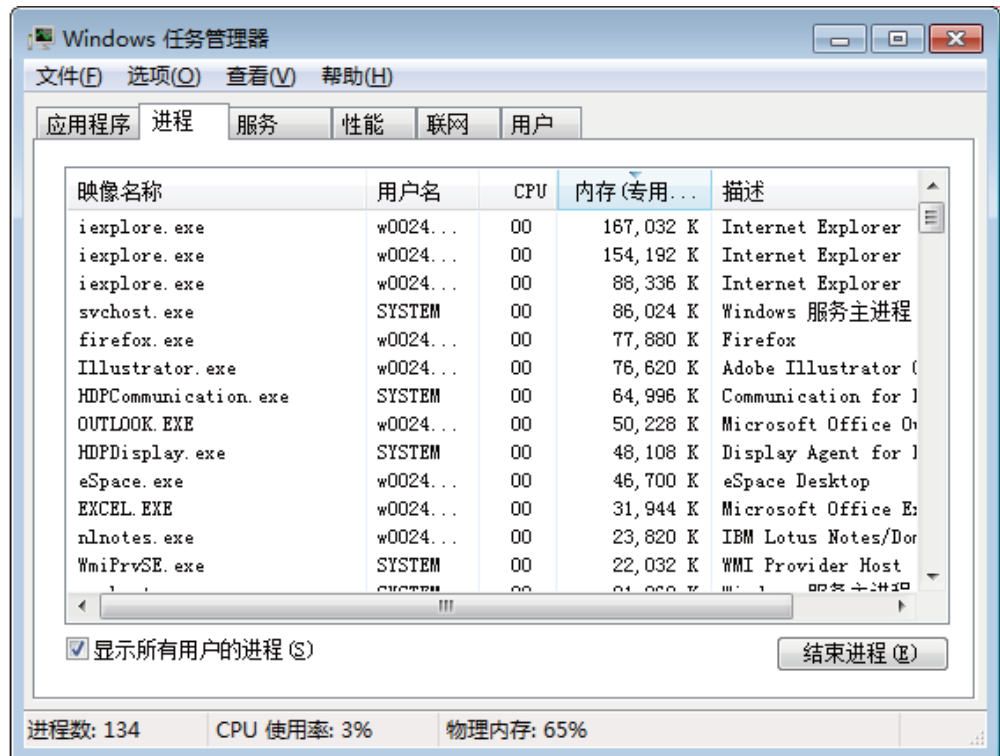 Windows 任务管理器
文件(F) 选项(O) 查看(V) 帮助(H)
应用程序 进程 服务 性能 联网 用户
映像名称 用户名 CPU 内存(专用... 描述
iexplore.exe w0024... 00 167,032 K Internet Explorer
iexplore.exe w0024... 00 154,192 K Internet Explorer
iexplore.exe w0024... 00 88,336 K Internet Explorer
svchost.exe SYSTEM 00 86,024 K Windows 服务主进程
firefox.exe w0024... 00 77,880 K Firefox
Illustrator.exe w0024... 00 76,620 K Adobe Illustrator
HDPCommunication.exe SYSTEM 00 64,996 K Communication for
OUTLOOK.EXE w0024... 00 50,228 K Microsoft Office
HDPDisplay.exe SYSTEM 00 48,108 K Display Agent for
eSpace.exe w0024... 00 46,700 K eSpace Desktop
EXCEL.EXE w0024... 00 31,944 K Microsoft Office
nlnotes.exe w0024... 00 23,820 K IBM Lotus Notes/Do
WmiPrvSE.exe SYSTEM 00 22,032 K WMI Provider Host
显示所有用户的进程(S) 结束进程(E)
进程数: 134 CPU 使用率: 3% 物理内存: 65%